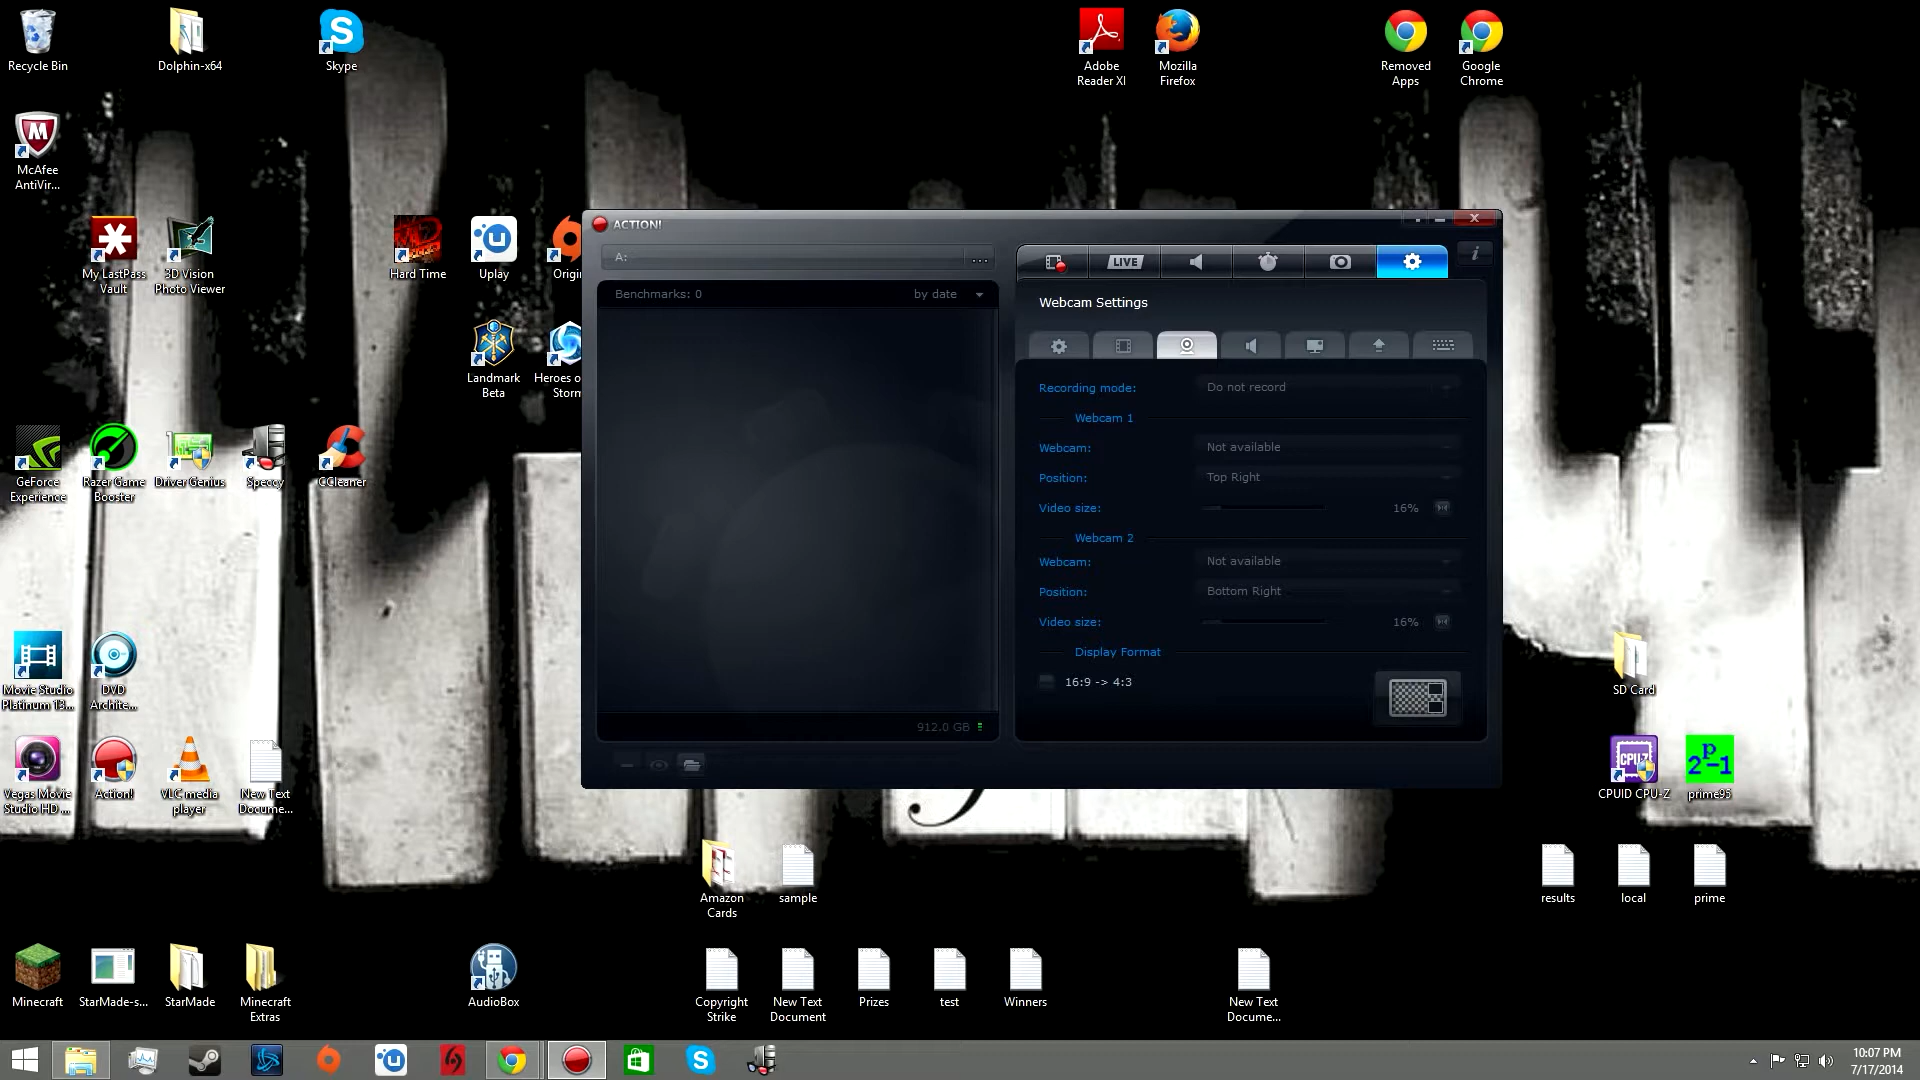 Recycle Bin
Dolphin-x64
Skype
Adobe
Reader XI
Mozilla
Firefox
Removed
Apps
Google
Chrome
McAfee
AntiVir...
My LastPass
Vault
3D Vision
Photo Viewer
Hard Time
Uplay
Origi
Landmark
Beta
Heroes o
Storm
GeForce
Experience
Razer Game
Booster
Driver Genius
Speccy
CCleaner
Movie Studio
Platinum 13...
DVD
Archite...
Vegas Movie
Studio HD ...
Action!
VLC media
player
New Text
Docume...
ACTION!
A:
...
LIVE
i
Benchmarks: 0
by date
912.0 GB
Webcam Settings
Recording mode:
Do not record
Webcam 1
Webcam:
Not available
Position:
Top Right
Video size:
16%
Webcam 2
Webcam:
Not available
Position:
Bottom Right
Video size:
16%
Display Format
16:9 -> 4:3
SD Card
CPU-Z
CPUID CPU-Z
2P-1
prime95
Amazon
Cards
sample
results
local
prime
Minecraft
StarMade-s...
StarMade
Minecraft
Extras
AudioBox
Copyright
Strike
New Text
Document
Prizes
test
Winners
New Text
Docume...
10:07 PM
7/17/2014